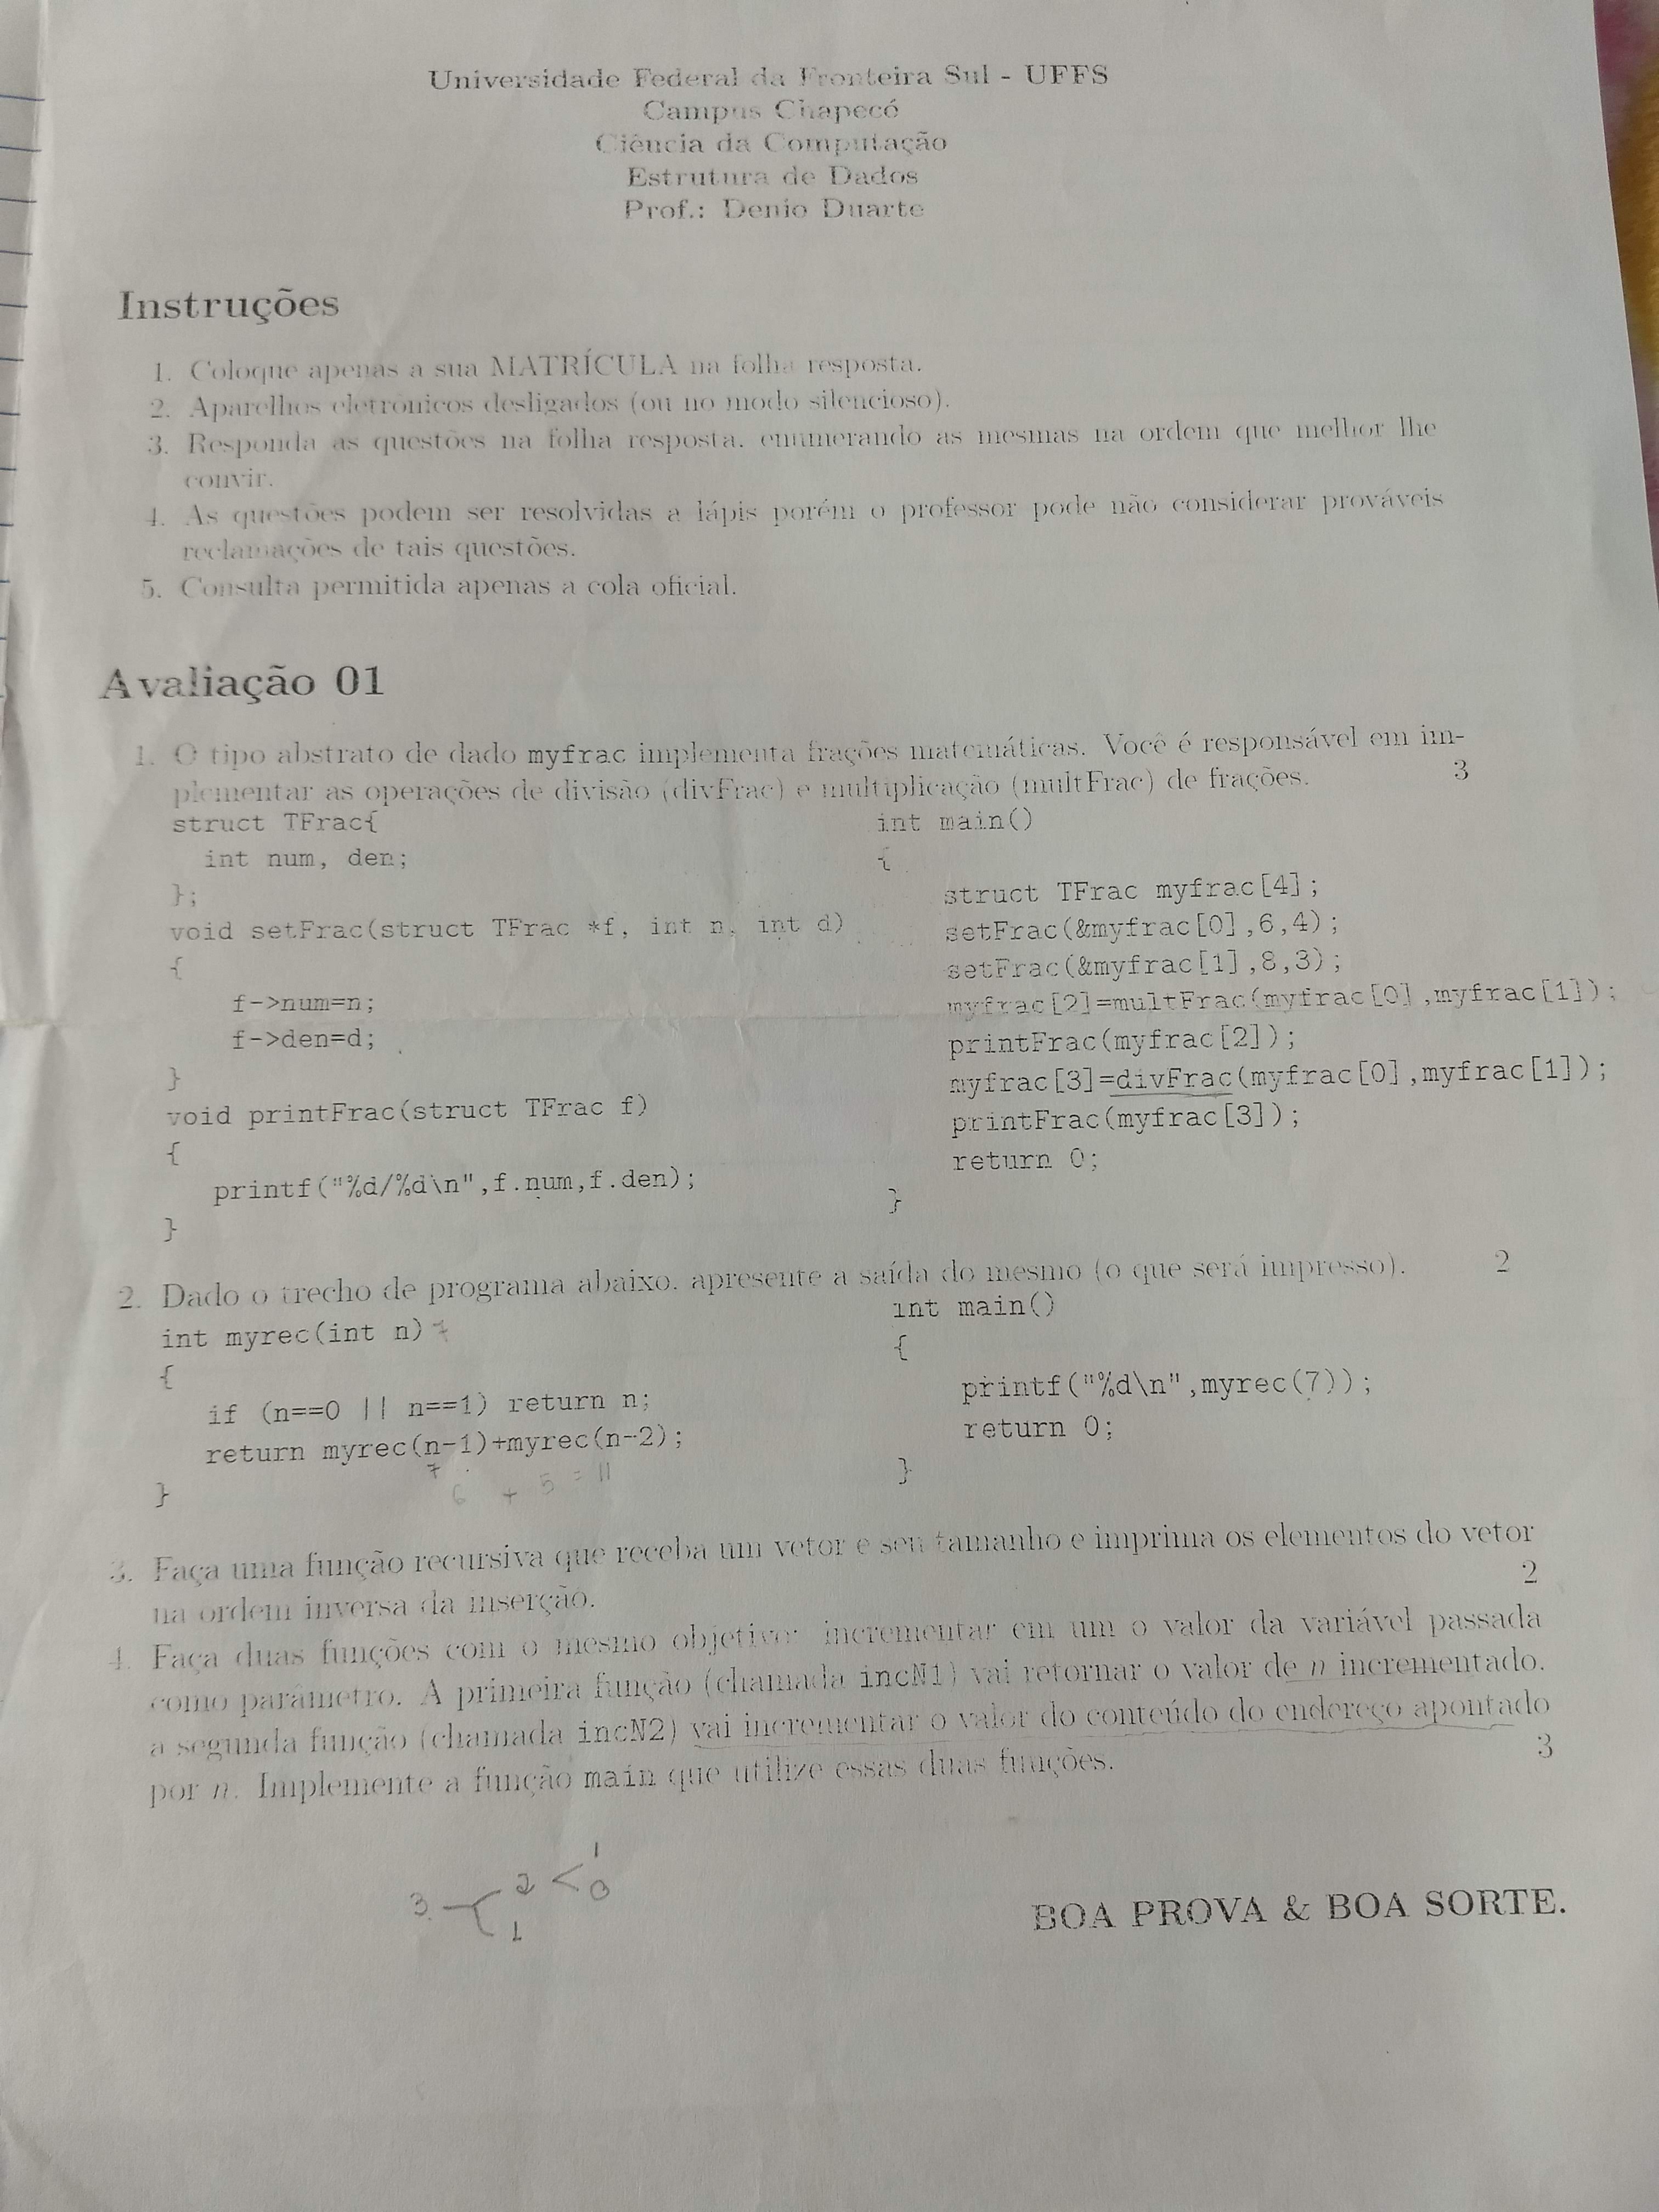 Universidade Federal da Fronteira Sul - UFFS
Campus Chapecó
Ciência da Computação
Estrutura de Dados
Prof.: Denio Duarte
Instruções
1. Coloque apenas a sua MATRÍCULA na folha resposta.
2. Aparelhos eletrônicos desligados (ou no modo silencioso).
3. Responda as questões na folha resposta, enumerando as mesmas na ordem que melhor lhe
convir.
4. As questões podem ser resolvidas a lápis porém o professor pode não considerar prováveis
reclamações de tais questões.
5. Consulta permitida apenas a cola oficial.
Avaliação 01
1. O tipo abstrato de dado myfrac implementa frações matemáticas. Você é responsável em im-
plementar as operações de divisão (divFrac) e multiplicação (multFrac) de frações. 3
struct TFrac{
int num, den;
};
void setFrac(struct TFrac *f, int n, int d)
{
f->num=n;
f->den=d;
}
void printFrac(struct TFrac f)
{
printf("%d/%d\n",f.num,f.den);
}
int main()
{
struct TFrac myfrac[4];
setFrac(&myfrac[0],6,4);
setFrac(&myfrac[1],8,3);
myfrac[2]=multFrac(myfrac[0],myfrac[1]);
printFrac(myfrac[2]);
myfrac[3]=divFrac(myfrac[0],myfrac[1]);
printFrac(myfrac[3]);
return 0;
}
2. Dado o trecho de programa abaixo, apresente a saída do mesmo (o que será impresso). 2
int myrec(int n) 7
{
if (n==0 || n==1) return n;
return myrec(n-1)+myrec(n-2);
7
6 + 5 = 11
}
int main()
{
printf("%d\n",myrec(7));
return 0;
}
3. Faça uma função recursiva que receba um vetor e seu tamanho e imprima os elementos do vetor
na ordem inversa da inserção. 2
4. Faça duas funções com o mesmo objetivo: incrementar em um o valor da variável passada
como parâmetro. A primeira função (chamada incN1) vai retornar o valor de n incrementado,
a segunda função (chamada incN2) vai incrementar o valor do conteúdo do endereço apontado
por n. Implemente a função main que utilize essas duas funções. 3
3 2 < 1
1 0
BOA PROVA & BOA SORTE.